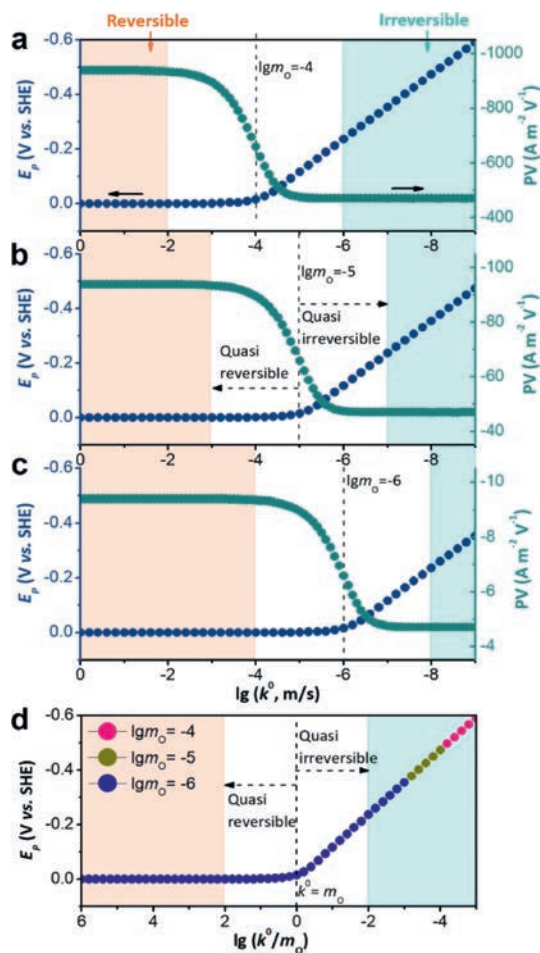 Reversible
Irreversible
a
-0.6
-0.4
-0.2
0.0
E_P (V vs. SHE)
lgm_O=-4
-1000
-800
-600
-400
PV (A m⁻² V⁻¹)
0
-2
-4
-6
-8
b
-0.6
-0.4
-0.2
0.0
E_P (V vs. SHE)
lgm_O=-5
Quasi
irreversible
Quasi
reversible
-100
-80
-60
-40
PV (A m⁻² V⁻¹)
0
-2
-4
-6
-8
c
-0.6
-0.4
-0.2
0.0
E_P (V vs. SHE)
lgm_O=-6
-10
-8
-6
-4
PV (A m⁻² V⁻¹)
0
-2
-4
-6
-8
lg (k⁰, m/s)
d
-0.6
-0.4
-0.2
0.0
E_P (V vs. SHE)
lgm_O= -4
lgm_O= -5
lgm_O= -6
Quasi
irreversible
Quasi
reversible
k⁰= m_O
6
4
2
0
-2
-4
lg (k⁰/m_O)